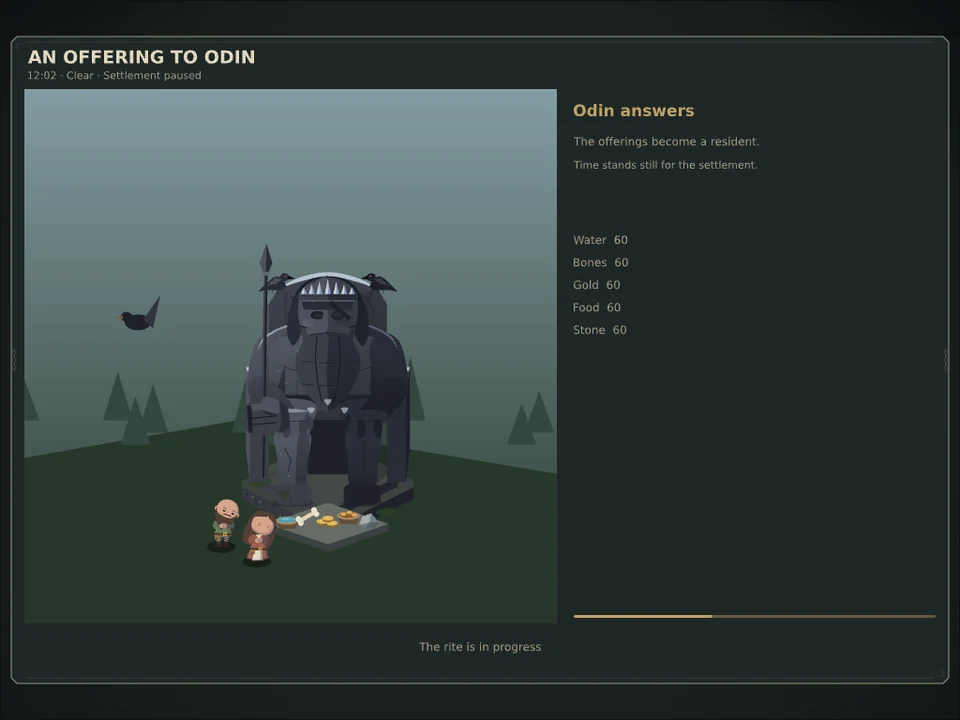 AN OFFERING TO ODIN
12:02 · Clear · Settlement paused
Odin answers
The offerings become a resident.
Time stands still for the settlement.
Water 60
Bones 60
Gold 60
Food 60
Stone 60
The rite is in progress